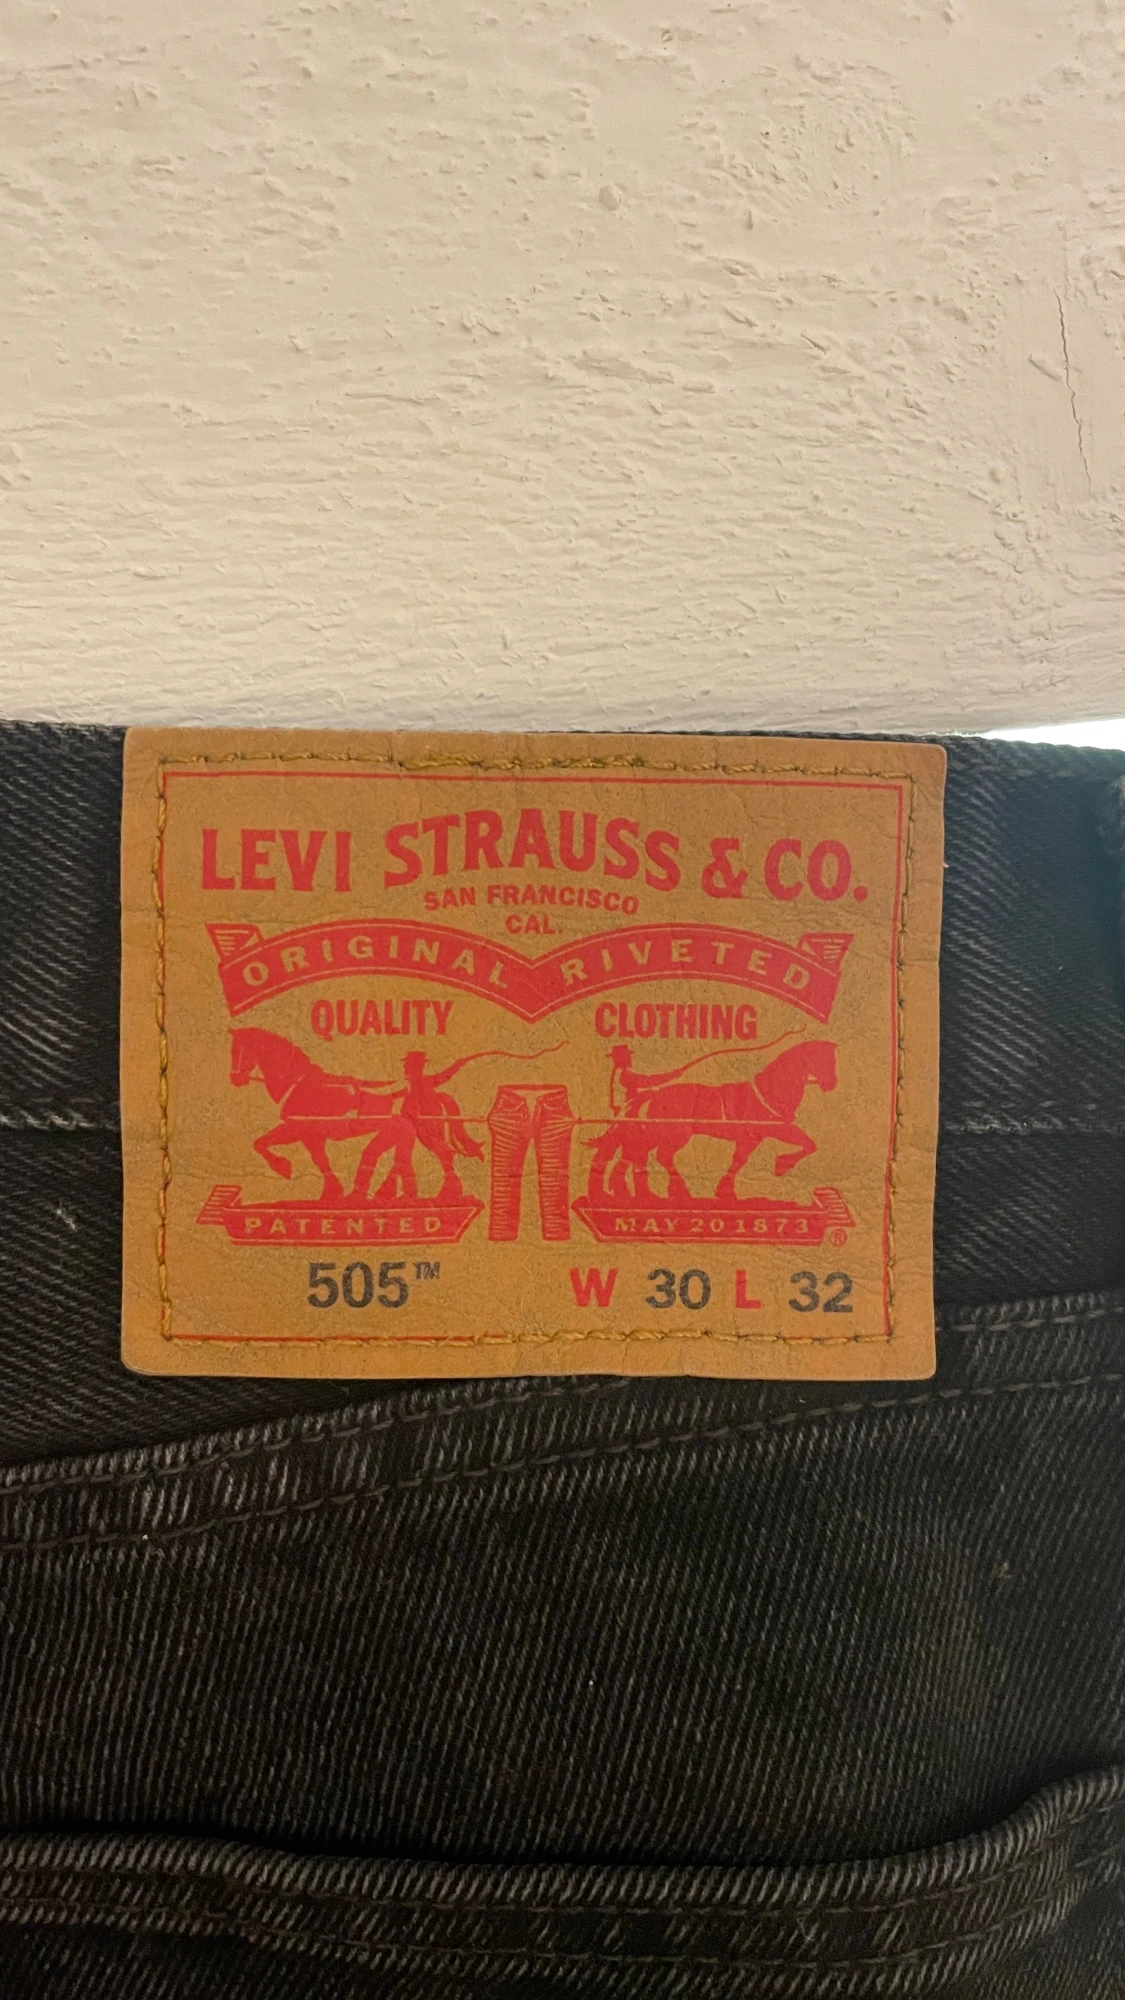 LEVI STRAUSS & CO.
SAN FRANCISCO
CAL.
ORIGINAL RIVETED
QUALITY CLOTHING
PATENTED MAY 20 1873 ®
505™ W 30 L 32